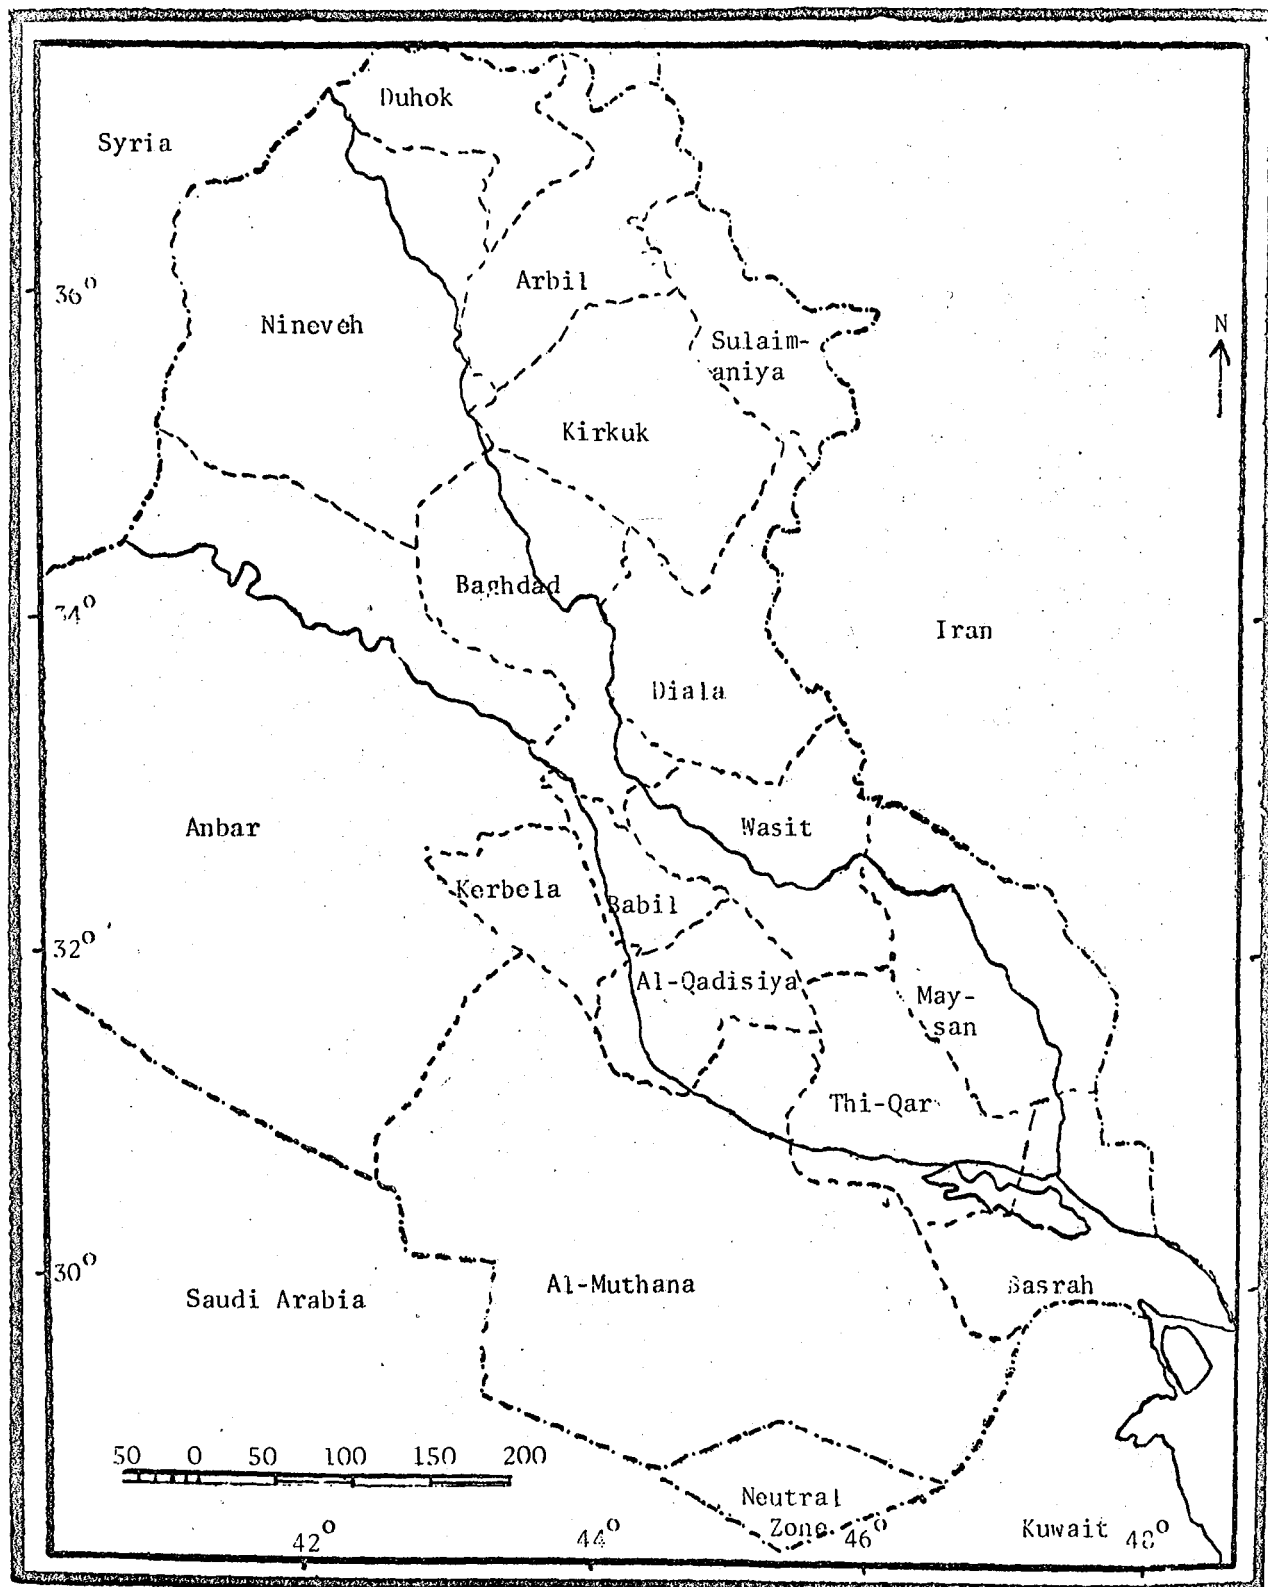 Duhok
Syria
Arbil
36°
Nineveh
N
Sulaim-
aniya
Kirkuk
Baghdad
34°
Iran
Diala
Anbar
Wasit
Kerbela
Babil
32°
Al-Qadisiya
May-
san
Thi-Qar
30°
Saudi Arabia
Al-Muthana
Basrah
50 0 50 100 150 200
Neutral
Zone
Kuwait
42°
44°
46°
48°